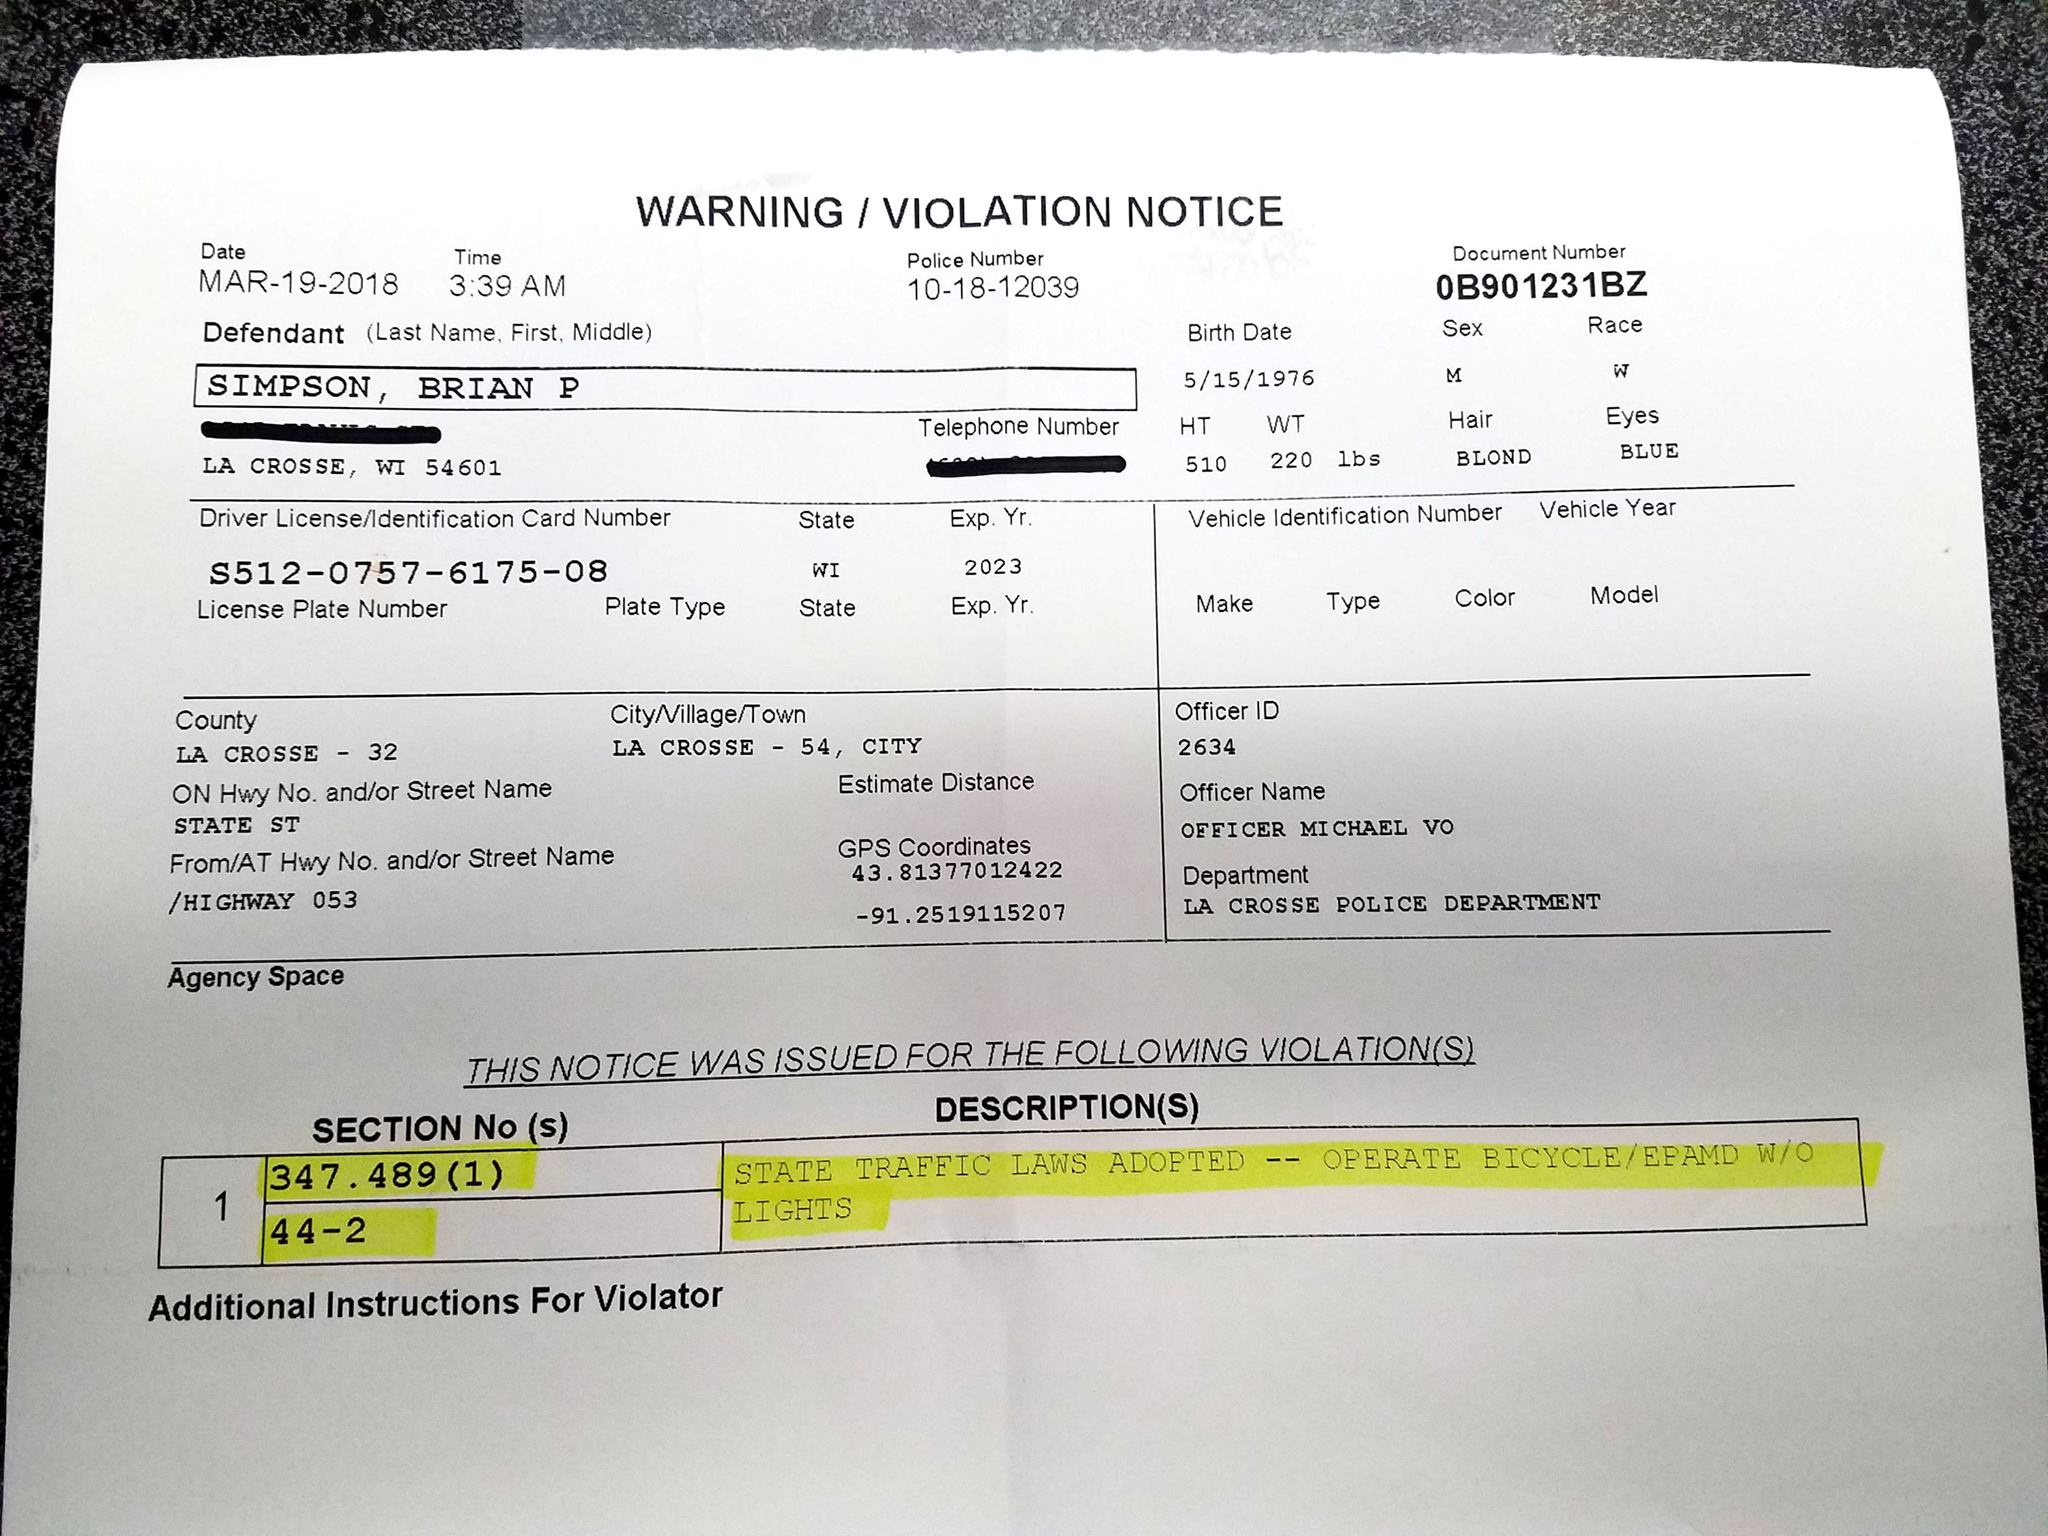 WARNING / VIOLATION NOTICE
Date Time Police Number Document Number
MAR-19-2018 3:39 AM 10-18-12039 0B901231BZ
Defendant (Last Name, First, Middle) Birth Date Sex Race
SIMPSON, BRIAN P 5/15/1976 M W
Telephone Number HT WT Hair Eyes
LA CROSSE, WI 54601 510 220 lbs BLOND BLUE
Driver License/Identification Card Number State Exp. Yr. Vehicle Identification Number Vehicle Year
S512-0757-6175-08 WI 2023
License Plate Number Plate Type State Exp. Yr. Make Type Color Model
County City/Village/Town Officer ID
LA CROSSE - 32 LA CROSSE - 54, CITY 2634
ON Hwy No. and/or Street Name Estimate Distance Officer Name
STATE ST OFFICER MICHAEL VO
From/AT Hwy No. and/or Street Name GPS Coordinates Department
43.81377012422
/HIGHWAY 053 -91.2519115207 LA CROSSE POLICE DEPARTMENT
Agency Space
THIS NOTICE WAS ISSUED FOR THE FOLLOWING VIOLATION(S)
SECTION No (s) DESCRIPTION(S)
1 347.489(1) STATE TRAFFIC LAWS ADOPTED -- OPERATE BICYCLE/EPAMD W/O
44-2 LIGHTS
Additional Instructions For Violator